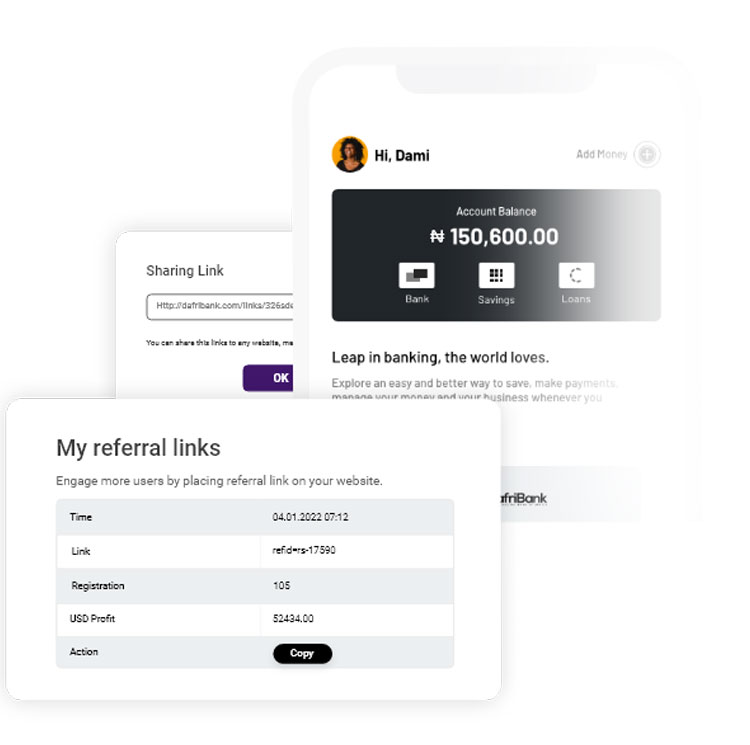 Hi, Dami
Add Money
Account Balance
₦ 150,600.00
Bank
Savings
Loans
Leap in banking, the world loves.
Explore an easy and better way to save, make payments,
manage your money and your business whenever you
afriBank
Sharing Link
Http://dafribank.com/links/326sde
You can share this links to any website, me
OK
My referral links
Engage more users by placing referral link on your website.
Time 04.01.2022 07:12
Link refid=rs-17590
Registration 105
USD Profit 52434.00
Action Copy